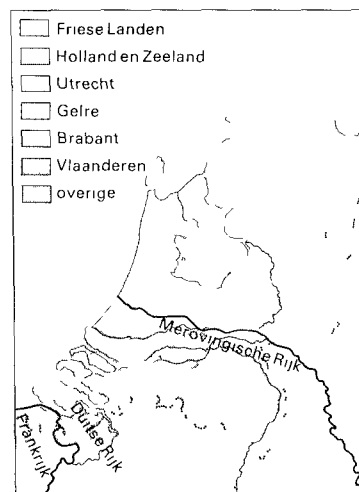 Friese Landen
Holland en Zeeland
Utrecht
Gelre
Brabant
Vlaanderen
overige
Merovingische Rijk
Duitse Rijk
Frankrijk